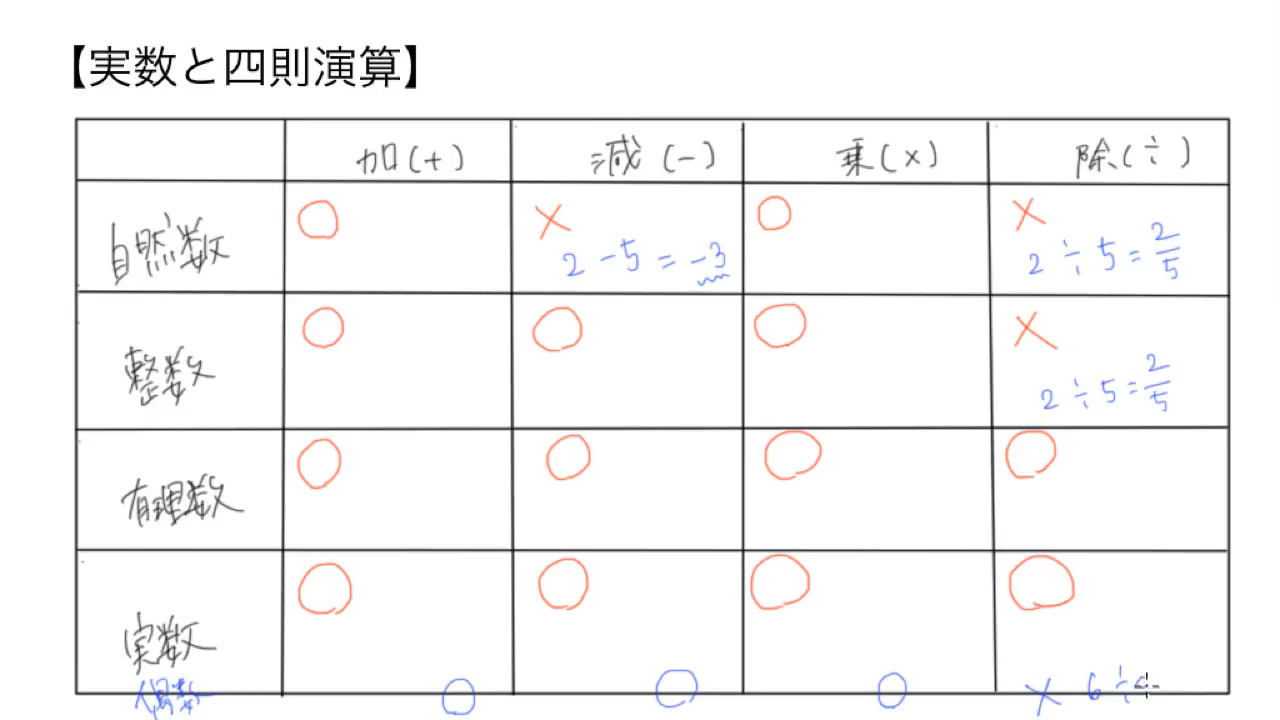 【実数と四則演算】
加(+) 減(-) 乗(×) 除(÷)
自然数 ○ × ○ ×
2 - 5 = -3 2 ÷ 5 = 2/5
整数 ○ ○ ○ ×
2 ÷ 5 = 2/5
有理数 ○ ○ ○ ○
実数 ○ ○ ○ ○
偶数 ○ ○ ○ × 6 ÷